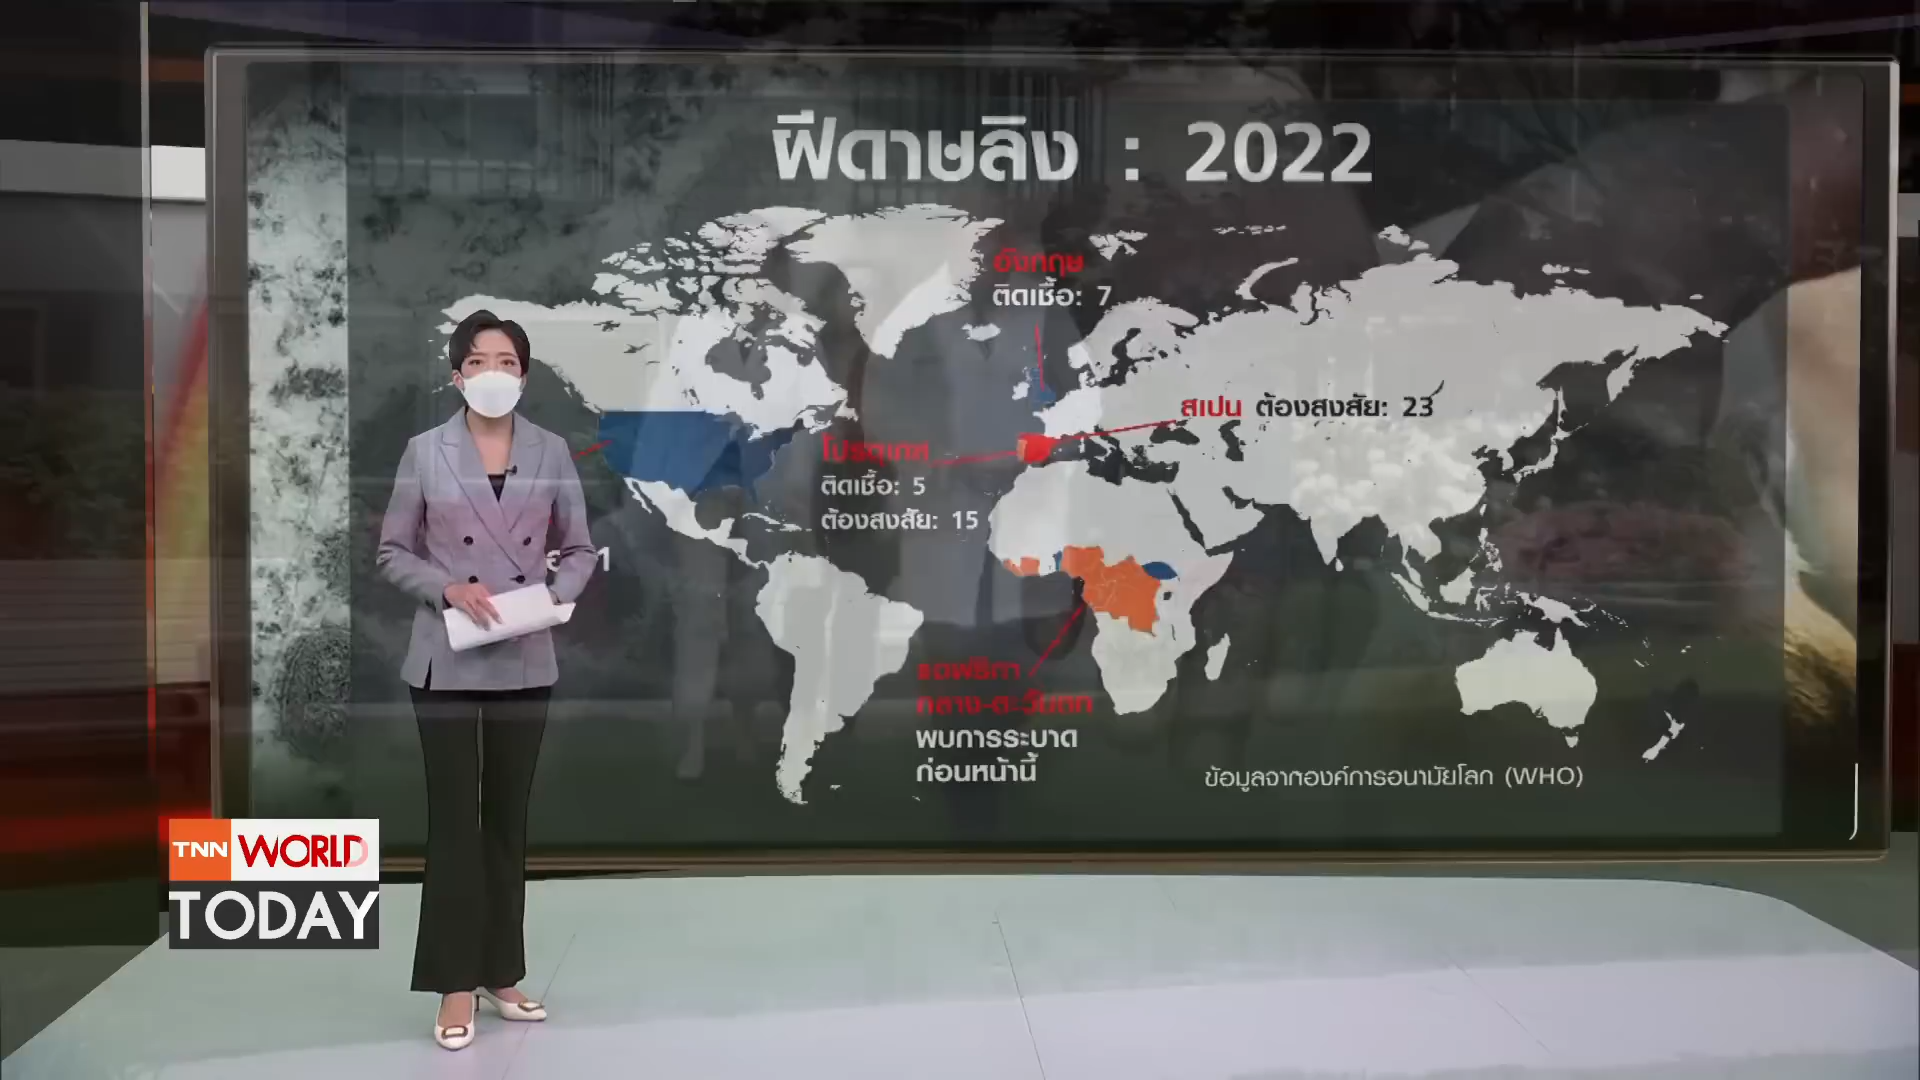 ฝีดาษลิง : 2022
อังกฤษ
ติดเชื้อ: 7
สเปน ต้องสงสัย: 23
โปรตุเกส
ติดเชื้อ: 5
ต้องสงสัย: 15
1
แอฟริกา
กลาง-ตะวันตก
พบการระบาด
ก่อนหน้านี้
ข้อมูลจากองค์การอนามัยโลก (WHO)
TNN WORLD
TODAY